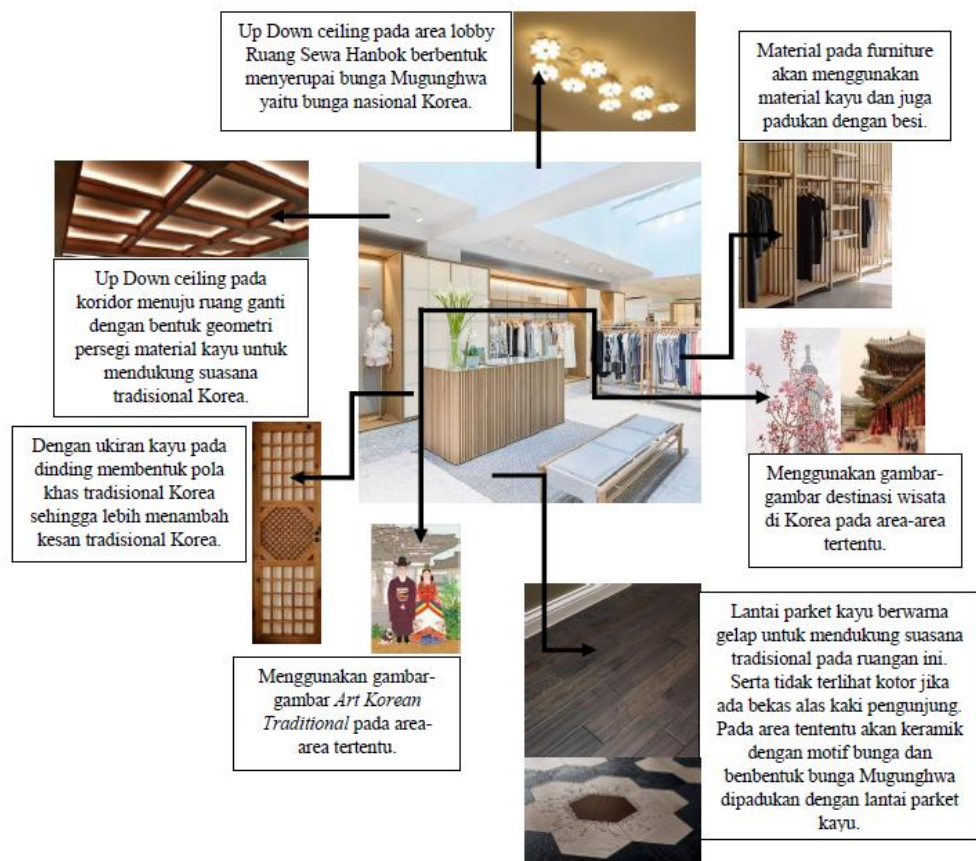 Up Down ceiling pada area lobby
Ruang Sewa Hanbok berbentuk
menyerupai bunga Mugunghwa
yaitu bunga nasional Korea.
Material pada furniture
akan menggunakan
material kayu dan juga
padukan dengan besi.
Up Down ceiling pada
koridor menuju ruang ganti
dengan bentuk geometri
persegi material kayu untuk
mendukung suasana
tradisional Korea.
Dengan ukiran kayu pada
dinding membentuk pola
khas tradisional Korea
sehingga lebih menambah
kesan tradisional Korea.
Menggunakan gambar-
gambar destinasi wisata
di Korea pada area-area
tertentu.
Menggunakan gambar-
gambar Art Korean
Traditional pada area-
area tertentu.
Lantai parket kayu berwarna
gelap untuk mendukung suasana
tradisional pada ruangan ini.
Serta tidak terlihat kotor jika
ada bekas alas kaki pengunjung.
Pada area tententu akan keramik
dengan motif bunga dan
benbentuk bunga Mugunghwa
dipadukan dengan lantai parket
kayu.